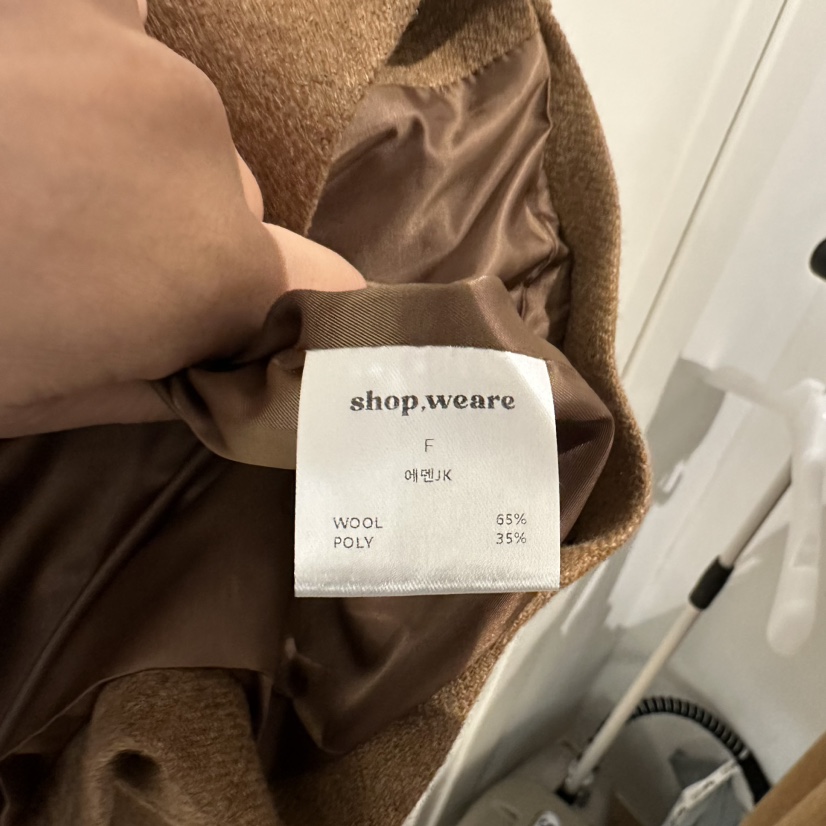 shop,weare
F
에덴JK
WOOL 65%
POLY 35%